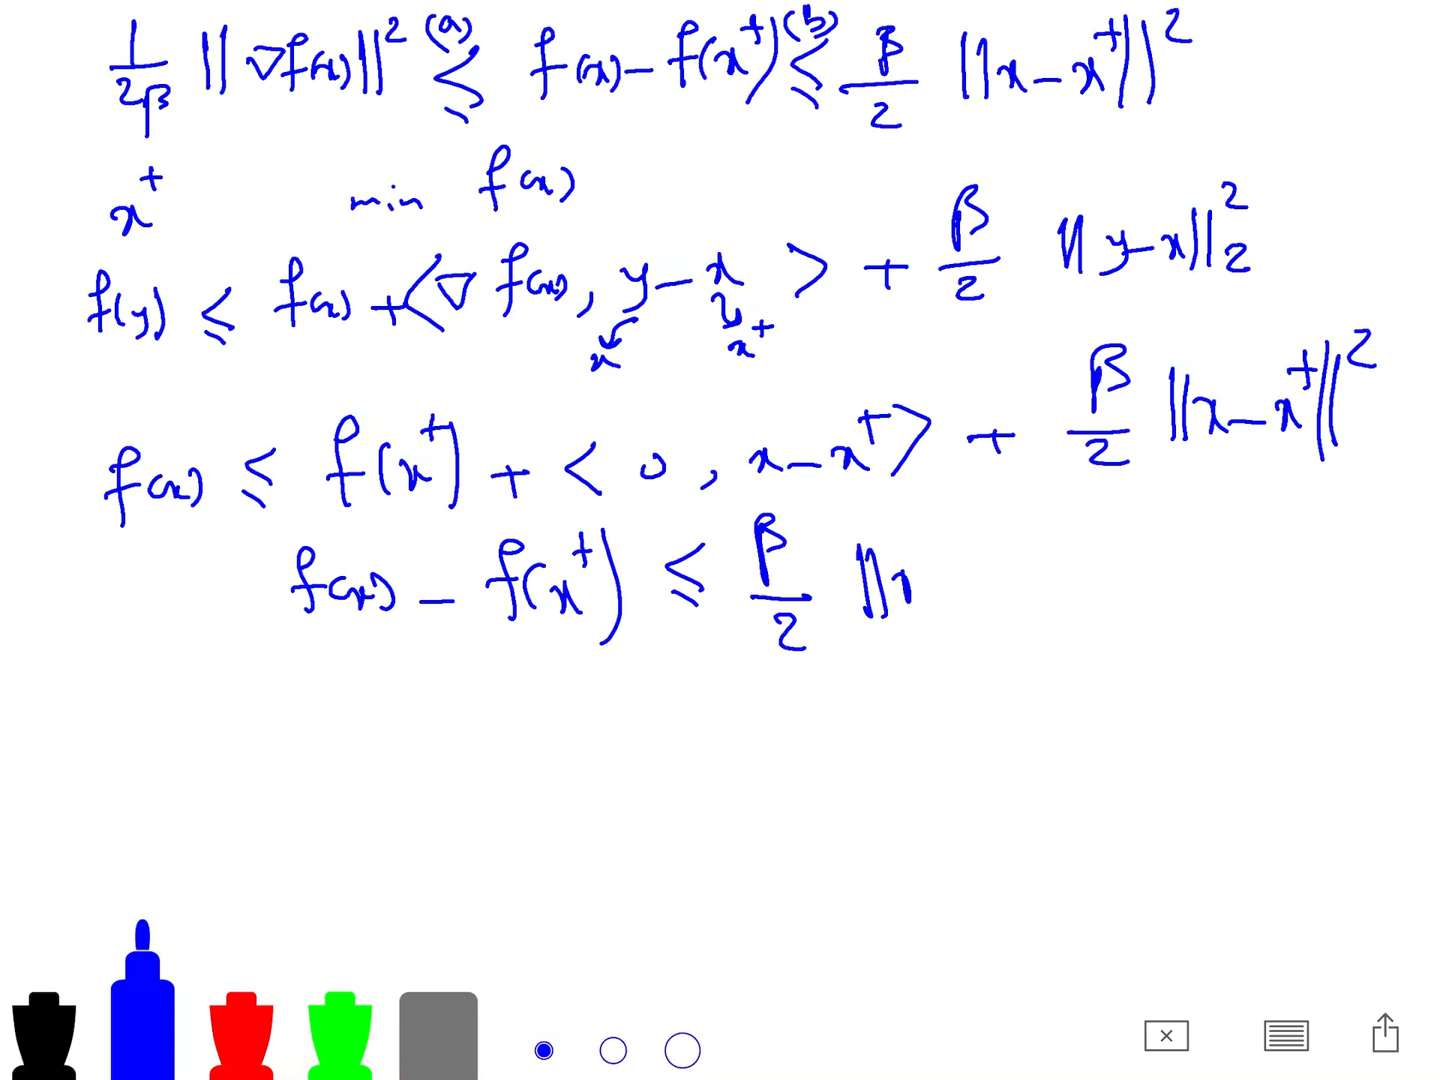 1/2β ||∇f(x)||² (a) ≤ f(x) − f(x⁺) (b) ≤ β/2 ||x − x⁺||²
x⁺ min f(x)
f(y) ≤ f(x) + <∇f(x), y − x> + β/2 ||y − x||₂²
x x⁺
f(x) ≤ f(x⁺) + <0, x − x⁺> + β/2 ||x − x⁺||²
f(x) − f(x⁺) ≤ β/2 ||